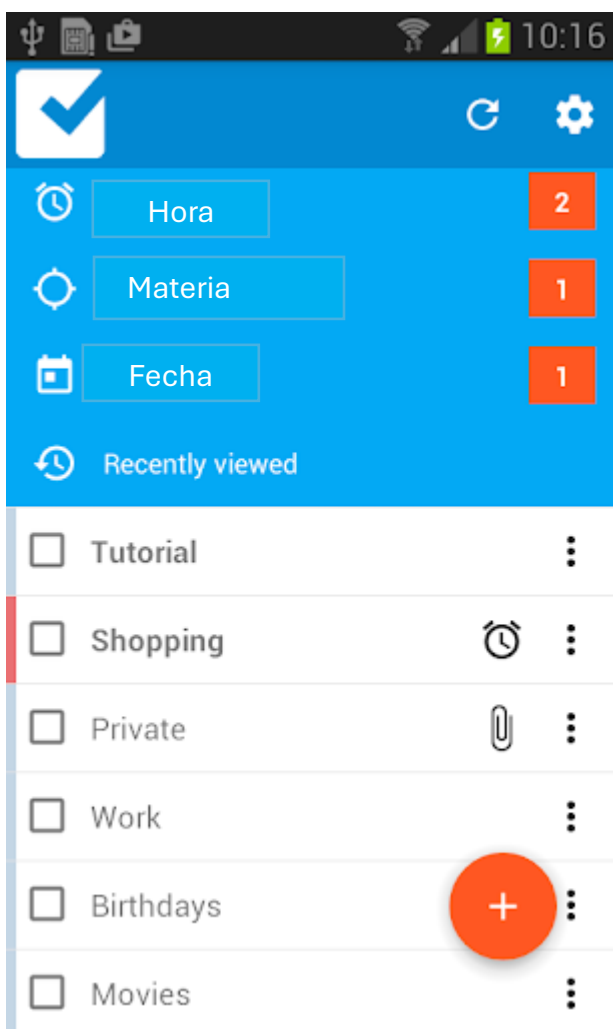 10:16
Hora 2
Materia 1
Fecha 1
Recently viewed
Tutorial
Shopping
Private
Work
Birthdays
+
Movies